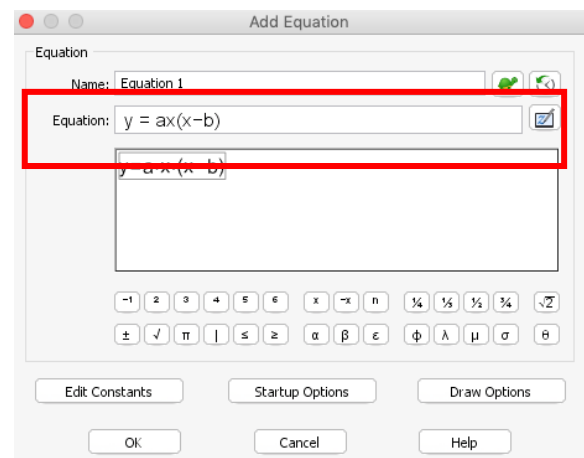 Add Equation
Equation
Name: Equation 1
Equation: y = ax(x−b)
y=a·x·(x−b)
-1 2 3 4 5 6 x -x n ¼ ⅓ ½ ¾ √2
± √ π | ≤ ≥ α β ε φ λ μ σ θ
Edit Constants Startup Options Draw Options
OK Cancel Help